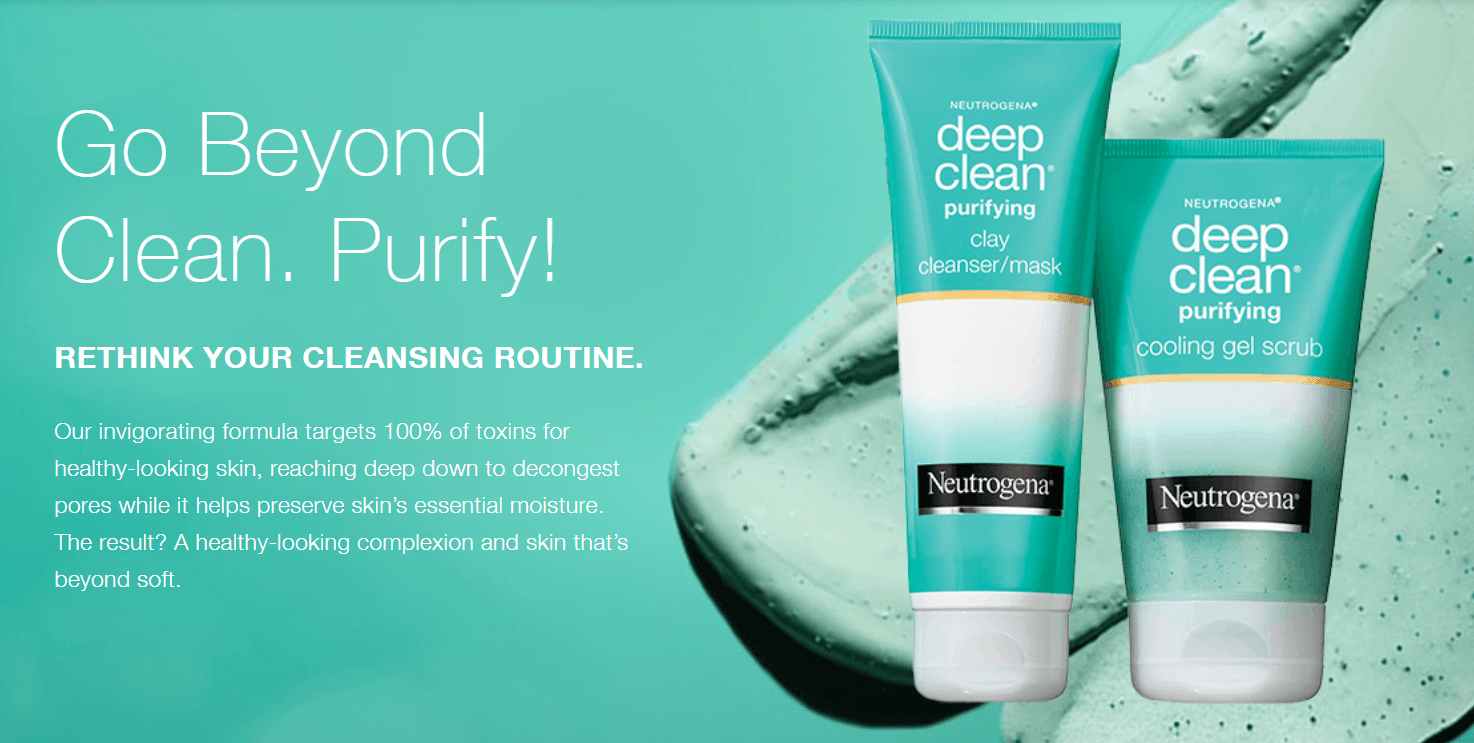 Go Beyond
Clean. Purify!
RETHINK YOUR CLEANSING ROUTINE.
Our invigorating formula targets 100% of toxins for
healthy-looking skin, reaching deep down to decongest
pores while it helps preserve skin’s essential moisture.
The result? A healthy-looking complexion and skin that’s
beyond soft.
NEUTROGENA®
deep
clean®
purifying
clay
cleanser/mask
Neutrogena®
NEUTROGENA®
deep
clean®
purifying
cooling gel scrub
Neutrogena®